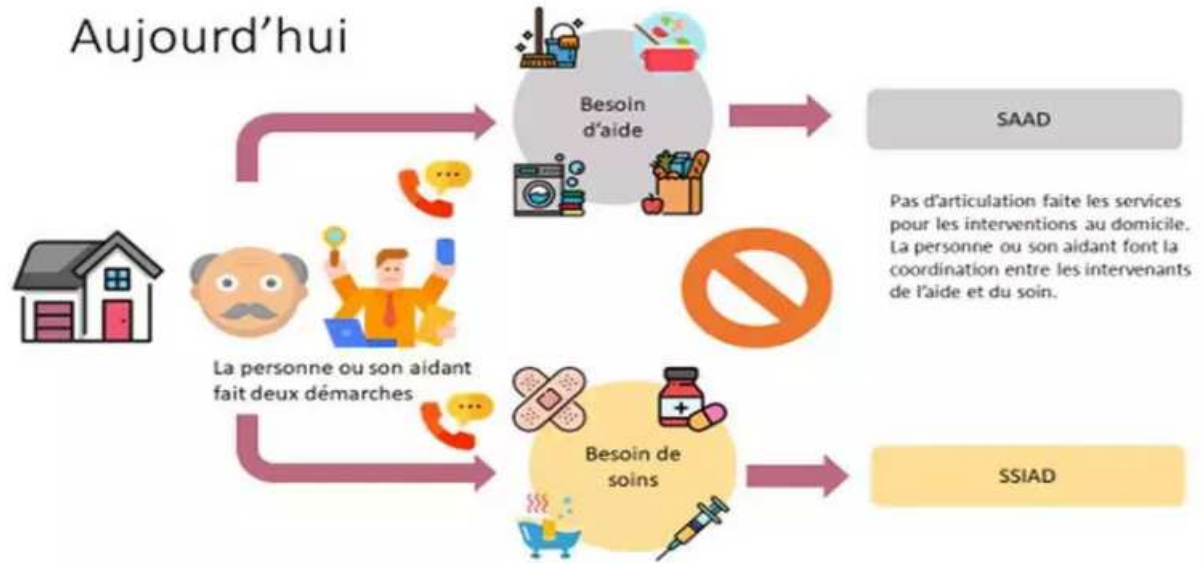 Aujourd'hui
Besoin
d'aide
SAAD
Pas d'articulation faite les services
pour les interventions au domicile.
La personne ou son aidant font la
coordination entre les intervenants
de l'aide et du soin.
La personne ou son aidant
fait deux démarches
Besoin de
soins
SSIAD